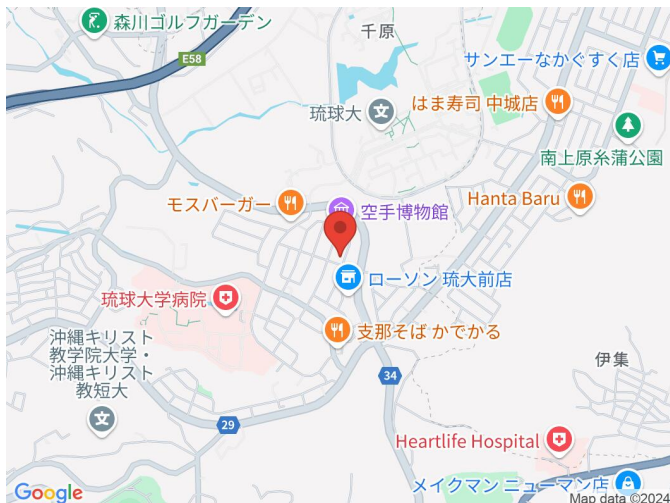 森川ゴルフガーデン
千原
E58
サンエーなかぐすく店
はま寿司 中城店
琉球大
南上原糸蒲公園
Hanta Baru
モスバーガー
空手博物館
ローソン 琉大前店
琉球大学病院
支那そば かでかる
沖縄キリスト
教学院大学・
沖縄キリスト
教短大
伊集
34
29
Heartlife Hospital
メイクマン ニューマン店
Google
Map data ©2024